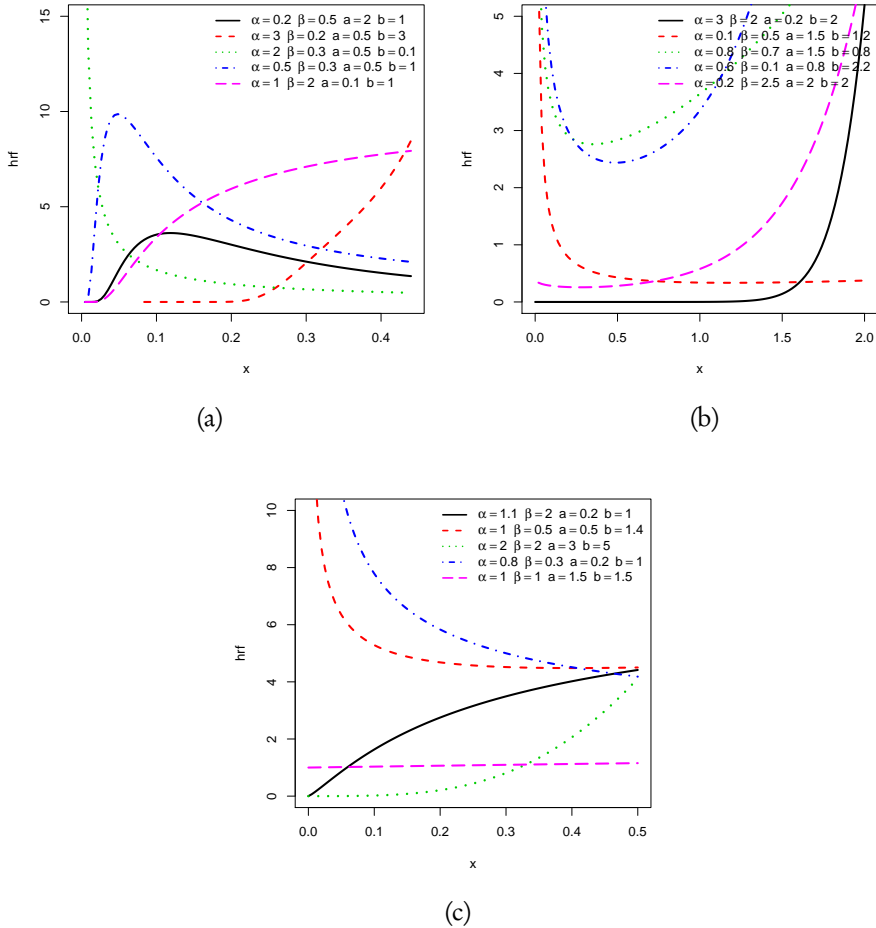 α = 0.2 β = 0.5 a = 2 b = 1
α = 3 β = 0.2 a = 0.5 b = 3
α = 2 β = 0.3 a = 0.5 b = 0.1
α = 0.5 β = 0.3 a = 0.5 b = 1
α = 1 β = 2 a = 0.1 b = 1
hrf
15
10
5
0
0.0 0.1 0.2 0.3 0.4
x
(a)
α = 3 β = 2 a = 0.2 b = 2
α = 0.1 β = 0.5 a = 1.5 b = 1.2
α = 0.8 β = 0.7 a = 1.5 b = 0.8
α = 0.6 β = 0.1 a = 0.8 b = 2.2
α = 0.2 β = 2.5 a = 2 b = 2
hrf
5
4
3
2
1
0
0.0 0.5 1.0 1.5 2.0
x
(b)
α = 1.1 β = 2 a = 0.2 b = 1
α = 1 β = 0.5 a = 0.5 b = 1.4
α = 2 β = 2 a = 3 b = 5
α = 0.8 β = 0.3 a = 0.2 b = 1
α = 1 β = 1 a = 1.5 b = 1.5
hrf
10
8
6
4
2
0
0.0 0.1 0.2 0.3 0.4 0.5
x
(c)